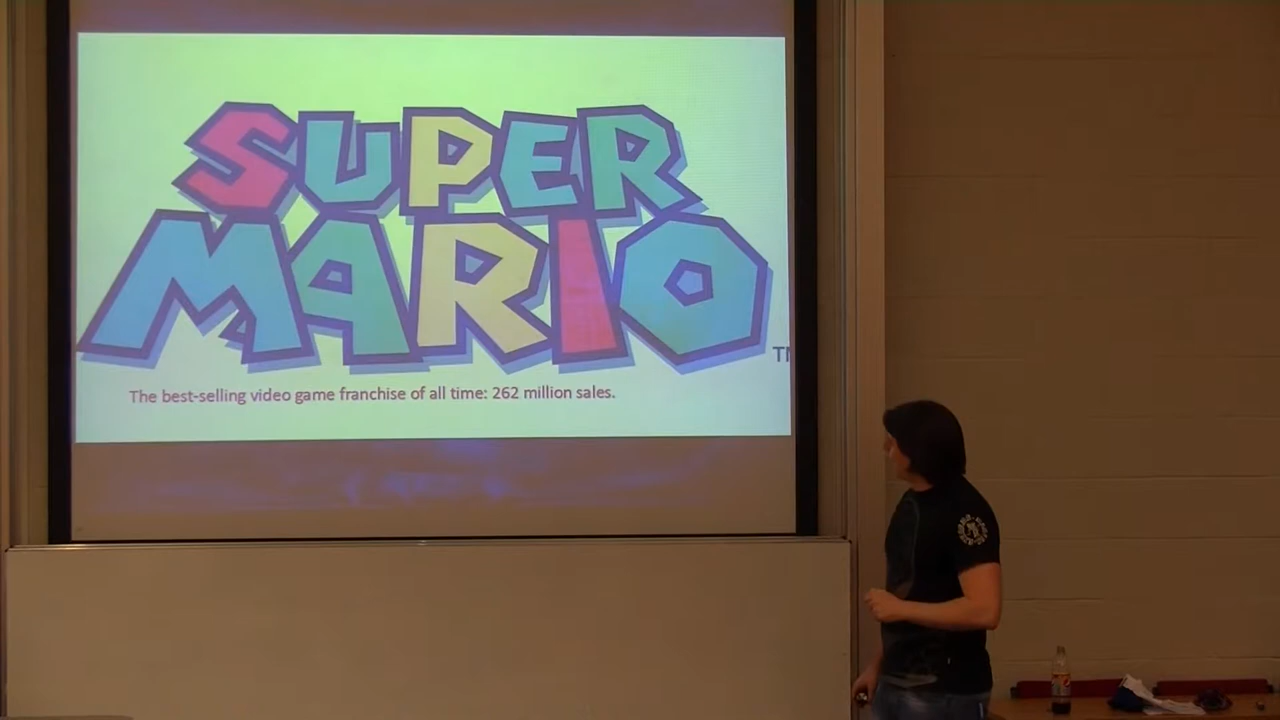 SUPER
MARIO
The best-selling video game franchise of all time: 262 million sales.